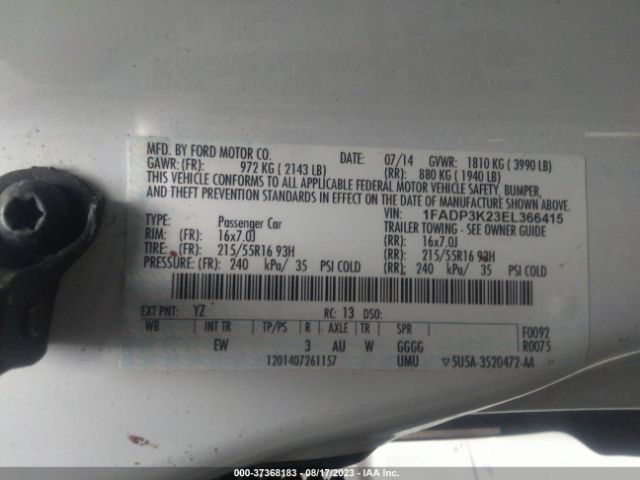 MFD. BY FORD MOTOR CO.
DATE: 07/14 GVWR: 1810 KG ( 3990 LB)
GAWR: (FR): 972 KG ( 2143 LB) (RR): 880 KG ( 1940 LB)
THIS VEHICLE CONFORMS TO ALL APPLICABLE FEDERAL MOTOR VEHICLE SAFETY, BUMPER,
AND THEFT PREVENTION STANDARDS IN EFFECT ON THE DATE OF MANUFACTURE SHOWN ABOVE.
VIN: 1FADP3K23EL366415
TYPE: Passenger Car TRAILER TOWING - SEE OWNER GUIDE
RIM: (FR): 16x7.0J (RR): 16x7.0J
TIRE: (FR): 215/55R16 93H (RR): 215/55R16 93H
PRESSURE: (FR): 240 kPa/ 35 PSI COLD (RR): 240 kPa/ 35 PSI COLD
EXT PNT: YZ RC: 13 DSO:
WB INT TR TP/PS R AXLE TR SPR F0092
EW 3 AU W GGGG R0075
1201407261157 UMU 5U5A-3520472-AA
000-37368183 - 08/17/2023 - IAA Inc.